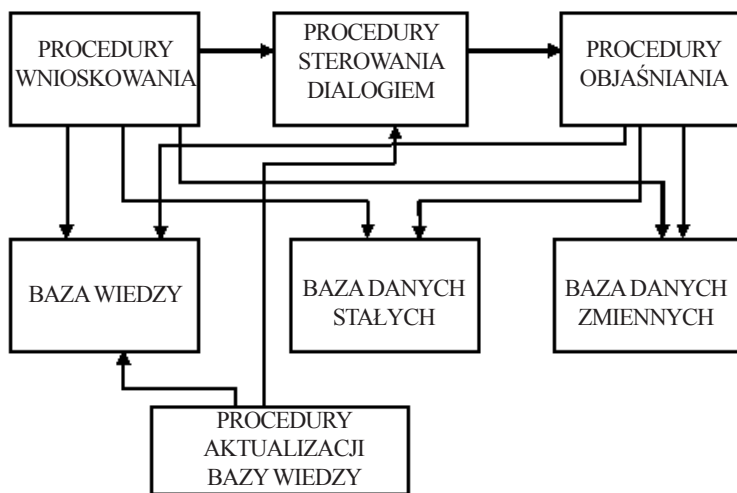 PROCEDURY
WNIOSKOWANIA
PROCEDURY
STEROWANIA
DIALOGIEM
PROCEDURY
OBJAŚNIANIA
BAZA WIEDZY
BAZA DANYCH
STAŁYCH
BAZA DANYCH
ZMIENNYCH
PROCEDURY
AKTUALIZACJI
BAZY WIEDZY